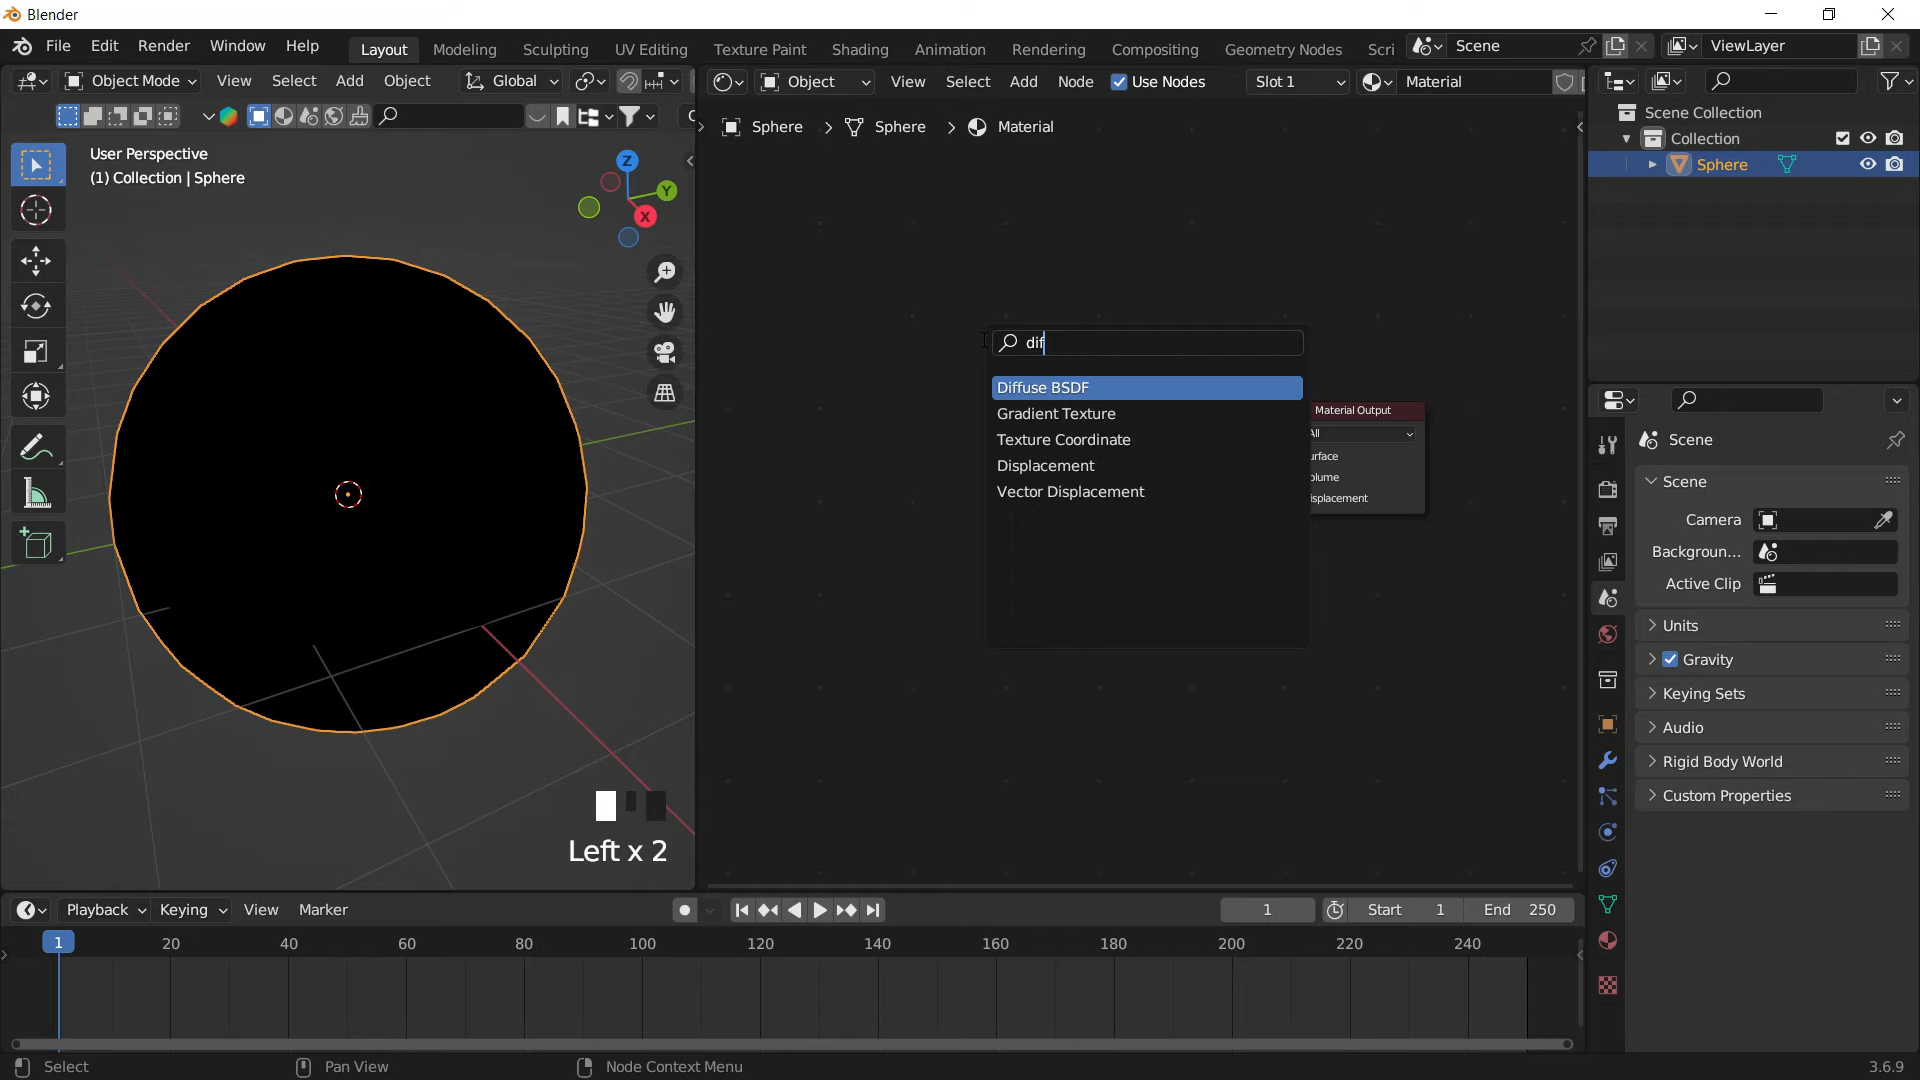 Blender
File Edit Render Window Help Layout Modeling Sculpting UV Editing Texture Paint Shading Animation Rendering Compositing Geometry Nodes Scri Scene ViewLayer
Object Mode View Select Add Object Global
Object View Select Add Node Use Nodes Slot 1 Material
User Perspective
(1) Collection | Sphere
Z
Y
X
Left x 2
Sphere Sphere Material
dif
Diffuse BSDF
Gradient Texture
Texture Coordinate
Displacement
Vector Displacement
Material Output
All
urface
olume
isplacement
Scene Collection
Collection
Sphere
Scene
Scene
Camera
Backgroun...
Active Clip
Units
Gravity
Keying Sets
Audio
Rigid Body World
Custom Properties
Playback Keying View Marker 1 Start 1 End 250
1 20 40 60 80 100 120 140 160 180 200 220 240
Select Pan View Node Context Menu 3.6.9